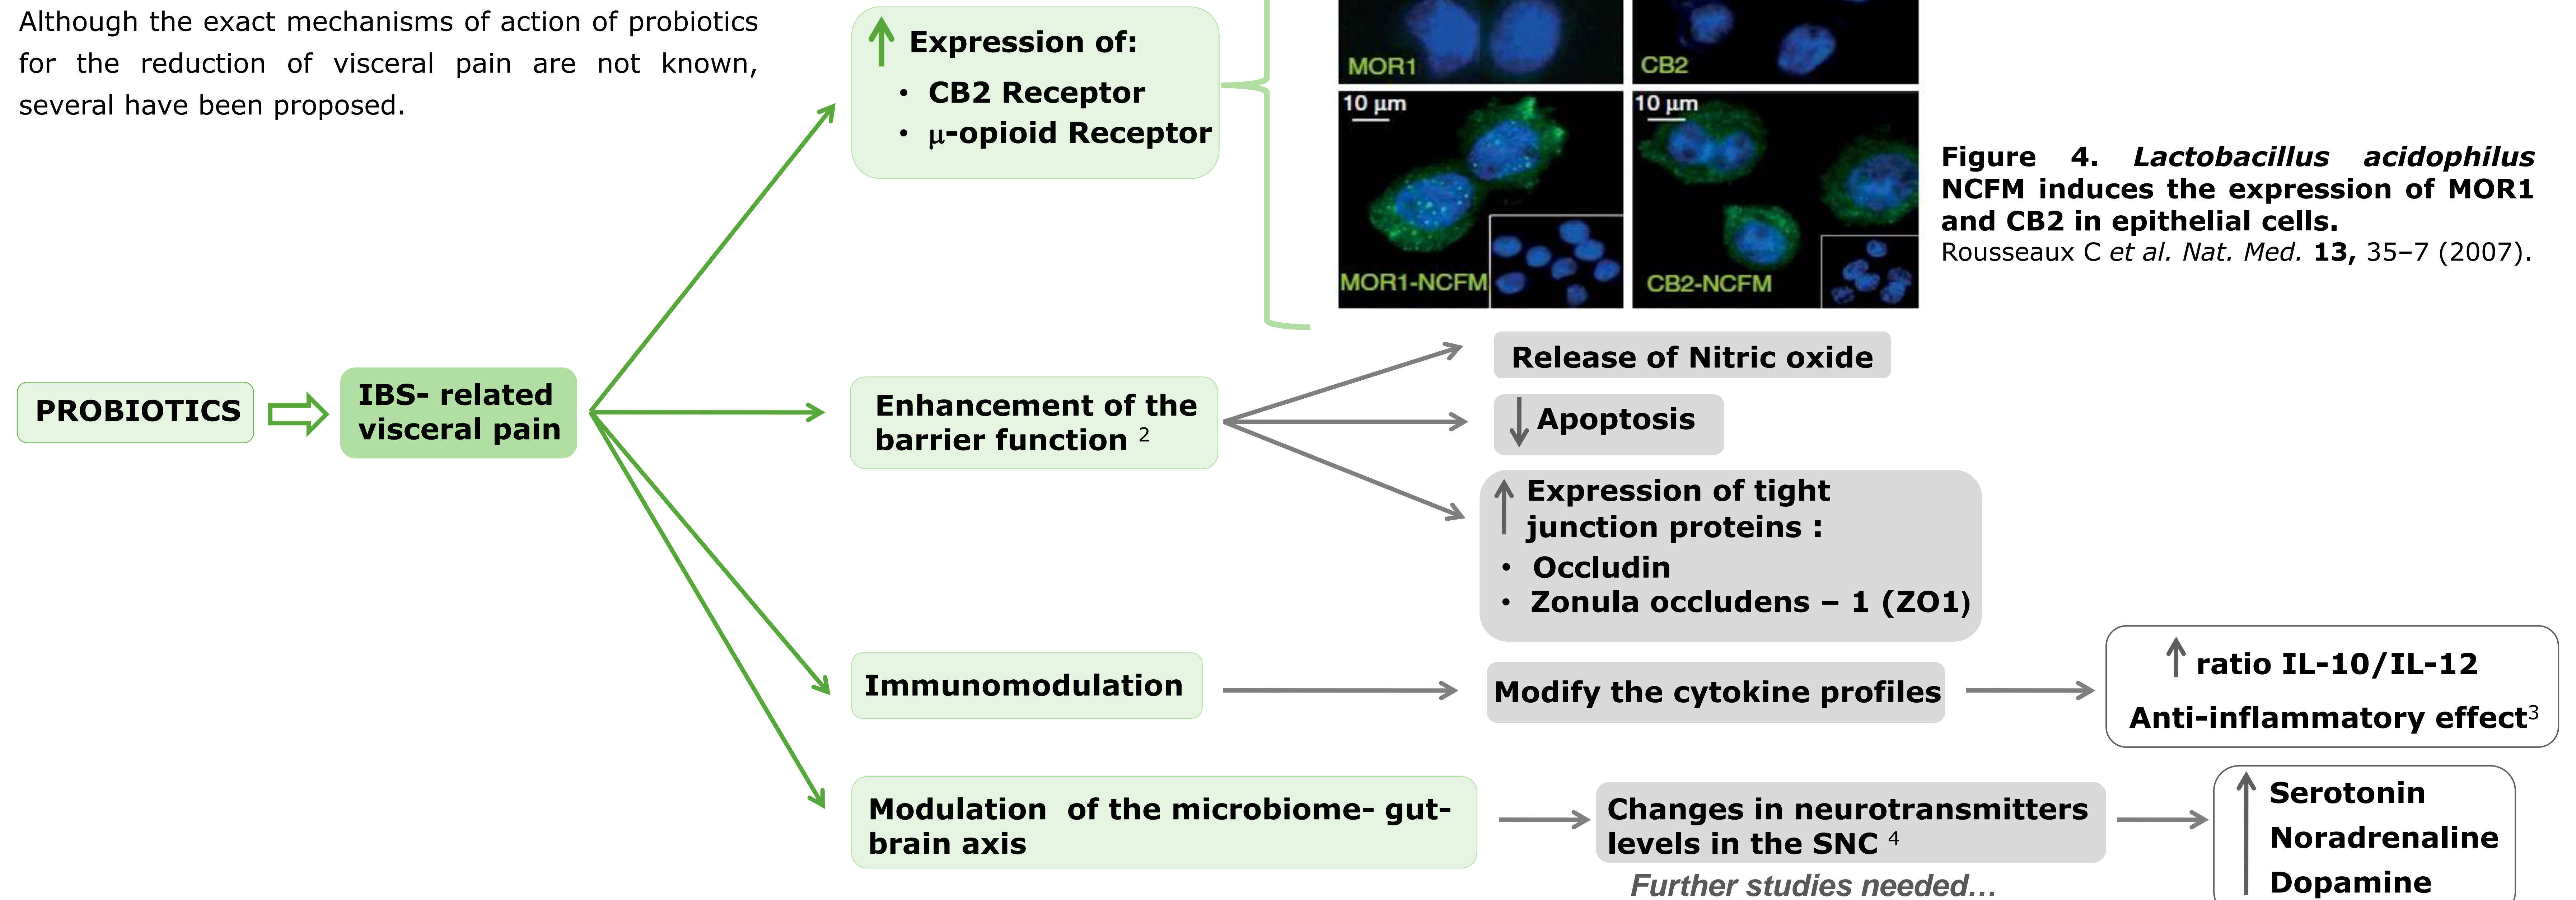 Although the exact mechanisms of action of probiotics
for the reduction of visceral pain are not known,
several have been proposed.
Expression of:
• CB2 Receptor
• μ-opioid Receptor
MOR1
CB2
10 μm
10 μm
MOR1-NCFM
CB2-NCFM
Figure 4. Lactobacillus acidophilus
NCFM induces the expression of MOR1
and CB2 in epithelial cells.
Rousseaux C et al. Nat. Med. 13, 35–7 (2007).
PROBIOTICS
IBS- related
visceral pain
Enhancement of the
barrier function 2
Release of Nitric oxide
Apoptosis
Expression of tight
junction proteins :
• Occludin
• Zonula occludens – 1 (ZO1)
Immunomodulation
Modify the cytokine profiles
ratio IL-10/IL-12
Anti-inflammatory effect3
Modulation of the microbiome- gut-
brain axis
Changes in neurotransmitters
levels in the SNC 4
Further studies needed...
Serotonin
Noradrenaline
Dopamine